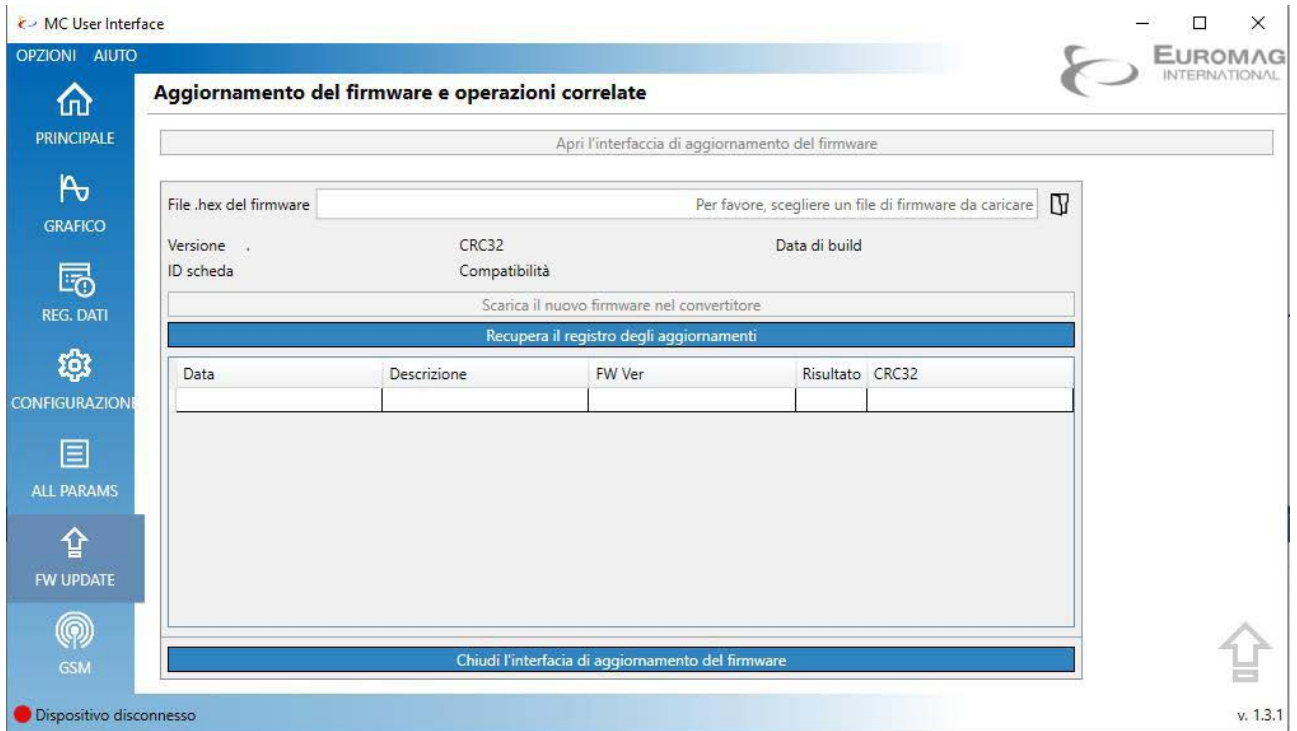 MC User Interface
OPZIONI AIUTO
EUROMAG
INTERNATIONAL
Aggiornamento del firmware e operazioni correlate
PRINCIPALE
Apri l'interfaccia di aggiornamento del firmware
GRAFICO
File .hex del firmware Per favore, scegliere un file di firmware da caricare
Versione . CRC32 Data di build
ID scheda Compatibilità
REG. DATI
Scarica il nuovo firmware nel convertitore
Recupera il registro degli aggiornamenti
Data Descrizione FW Ver Risultato CRC32
CONFIGURAZIONE
ALL PARAMS
FW UPDATE
GSM
Chiudi l'interfacia di aggiornamento del firmware
Dispositivo disconnesso v. 1.3.1